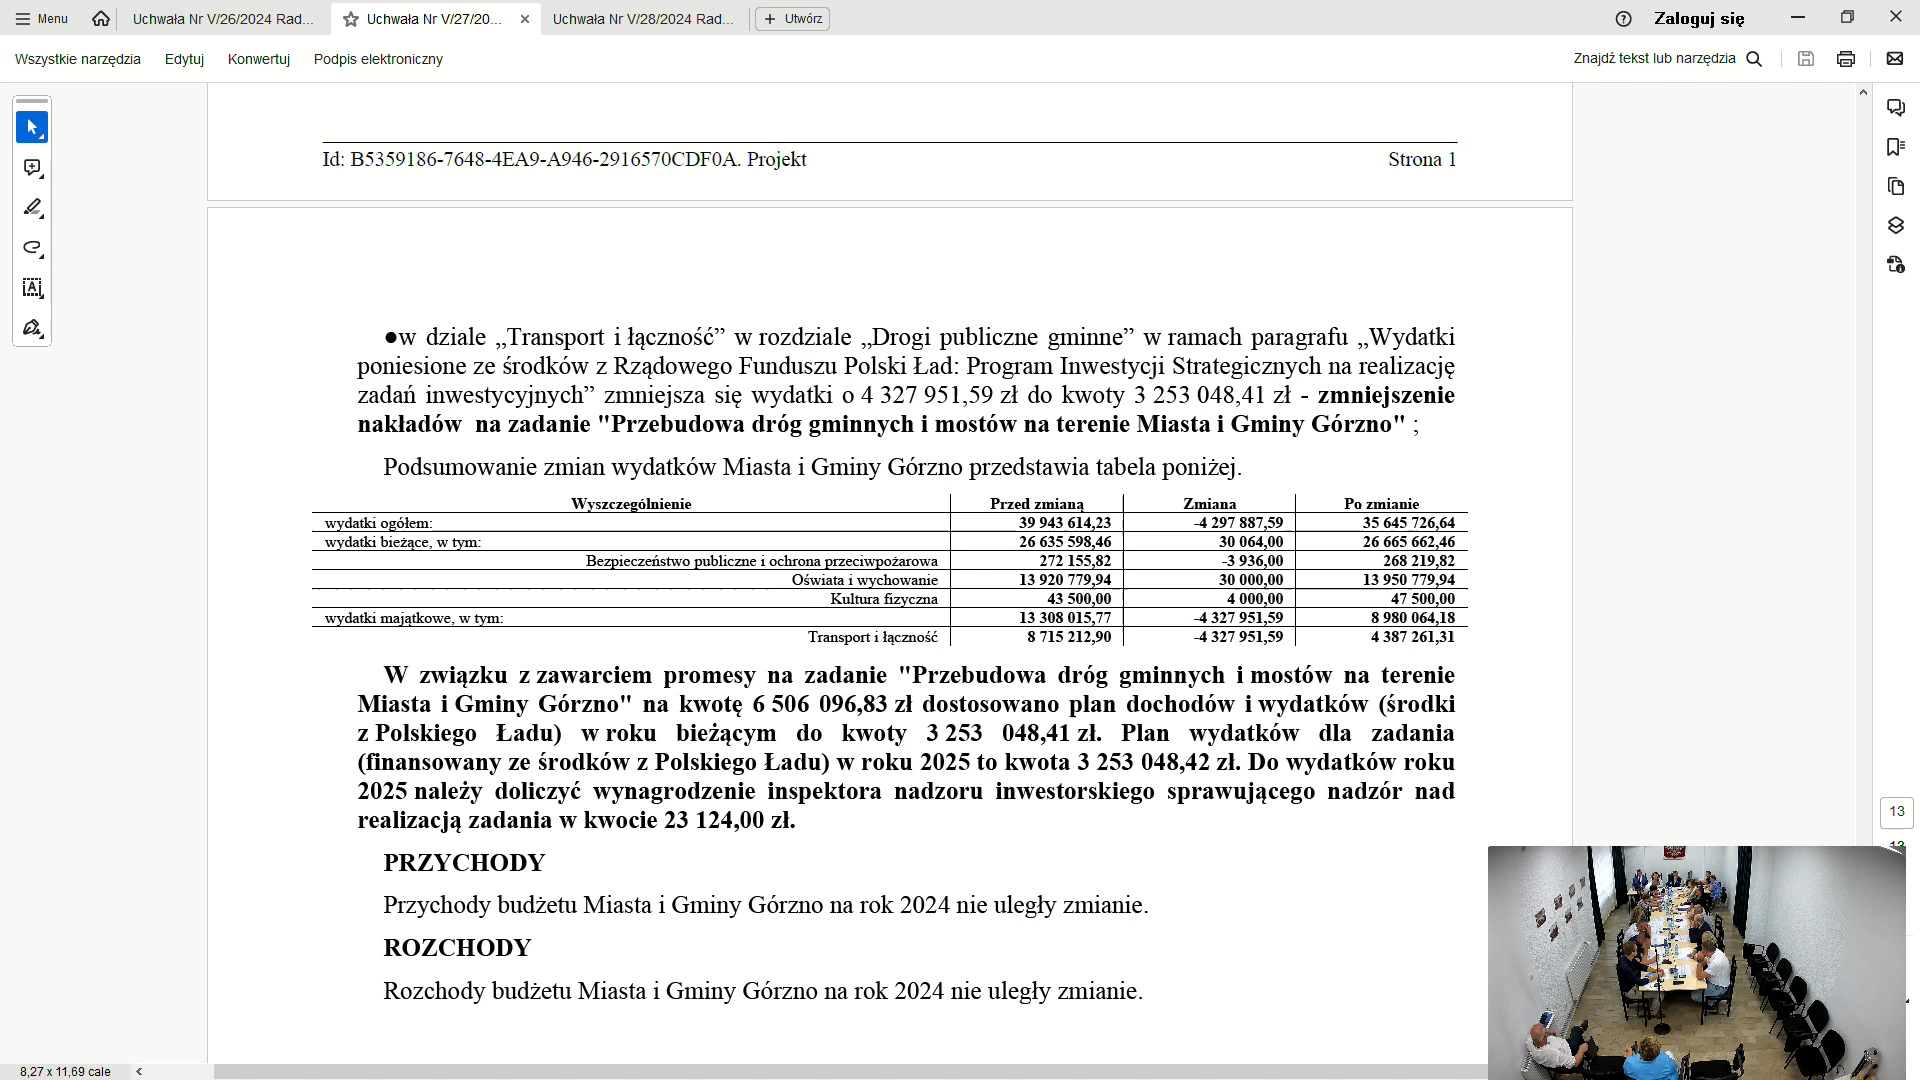 Menu
Uchwała Nr V/26/2024 Rad...
Uchwała Nr V/27/20...
Uchwała Nr V/28/2024 Rad...
Utwórz
Zaloguj się
Wszystkie narzędzia
Edytuj
Konwertuj
Podpis elektroniczny
Znajdź tekst lub narzędzia
Id: B5359186-7648-4EA9-A946-2916570CDF0A. Projekt
Strona 1
●w dziale „Transport i łączność” w rozdziale „Drogi publiczne gminne” w ramach paragrafu „Wydatki
poniesione ze środków z Rządowego Funduszu Polski Ład: Program Inwestycji Strategicznych na realizację
zadań inwestycyjnych” zmniejsza się wydatki o 4 327 951,59 zł do kwoty 3 253 048,41 zł - zmniejszenie
nakładów na zadanie "Przebudowa dróg gminnych i mostów na terenie Miasta i Gminy Górzno" ;
Podsumowanie zmian wydatków Miasta i Gminy Górzno przedstawia tabela poniżej.
Wyszczególnienie Przed zmianą Zmiana Po zmianie
wydatki ogółem: 39 943 614,23 -4 297 887,59 35 645 726,64
wydatki bieżące, w tym: 26 635 598,46 30 064,00 26 665 662,46
Bezpieczeństwo publiczne i ochrona przeciwpożarowa 272 155,82 -3 936,00 268 219,82
Oświata i wychowanie 13 920 779,94 30 000,00 13 950 779,94
Kultura fizyczna 43 500,00 4 000,00 47 500,00
wydatki majątkowe, w tym: 13 308 015,77 -4 327 951,59 8 980 064,18
Transport i łączność 8 715 212,90 -4 327 951,59 4 387 261,31
W związku z zawarciem promesy na zadanie "Przebudowa dróg gminnych i mostów na terenie
Miasta i Gminy Górzno" na kwotę 6 506 096,83 zł dostosowano plan dochodów i wydatków (środki
z Polskiego Ładu) w roku bieżącym do kwoty 3 253 048,41 zł. Plan wydatków dla zadania
(finansowany ze środków z Polskiego Ładu) w roku 2025 to kwota 3 253 048,42 zł. Do wydatków roku
2025 należy doliczyć wynagrodzenie inspektora nadzoru inwestorskiego sprawującego nadzór nad
realizacją zadania w kwocie 23 124,00 zł.
PRZYCHODY
Przychody budżetu Miasta i Gminy Górzno na rok 2024 nie uległy zmianie.
ROZCHODY
Rozchody budżetu Miasta i Gminy Górzno na rok 2024 nie uległy zmianie.
13
8,27 x 11,69 cale